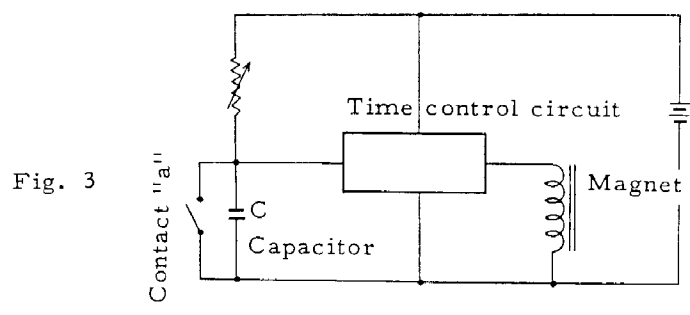 Time control circuit
Fig. 3
Contact "a"
C
Capacitor
Magnet